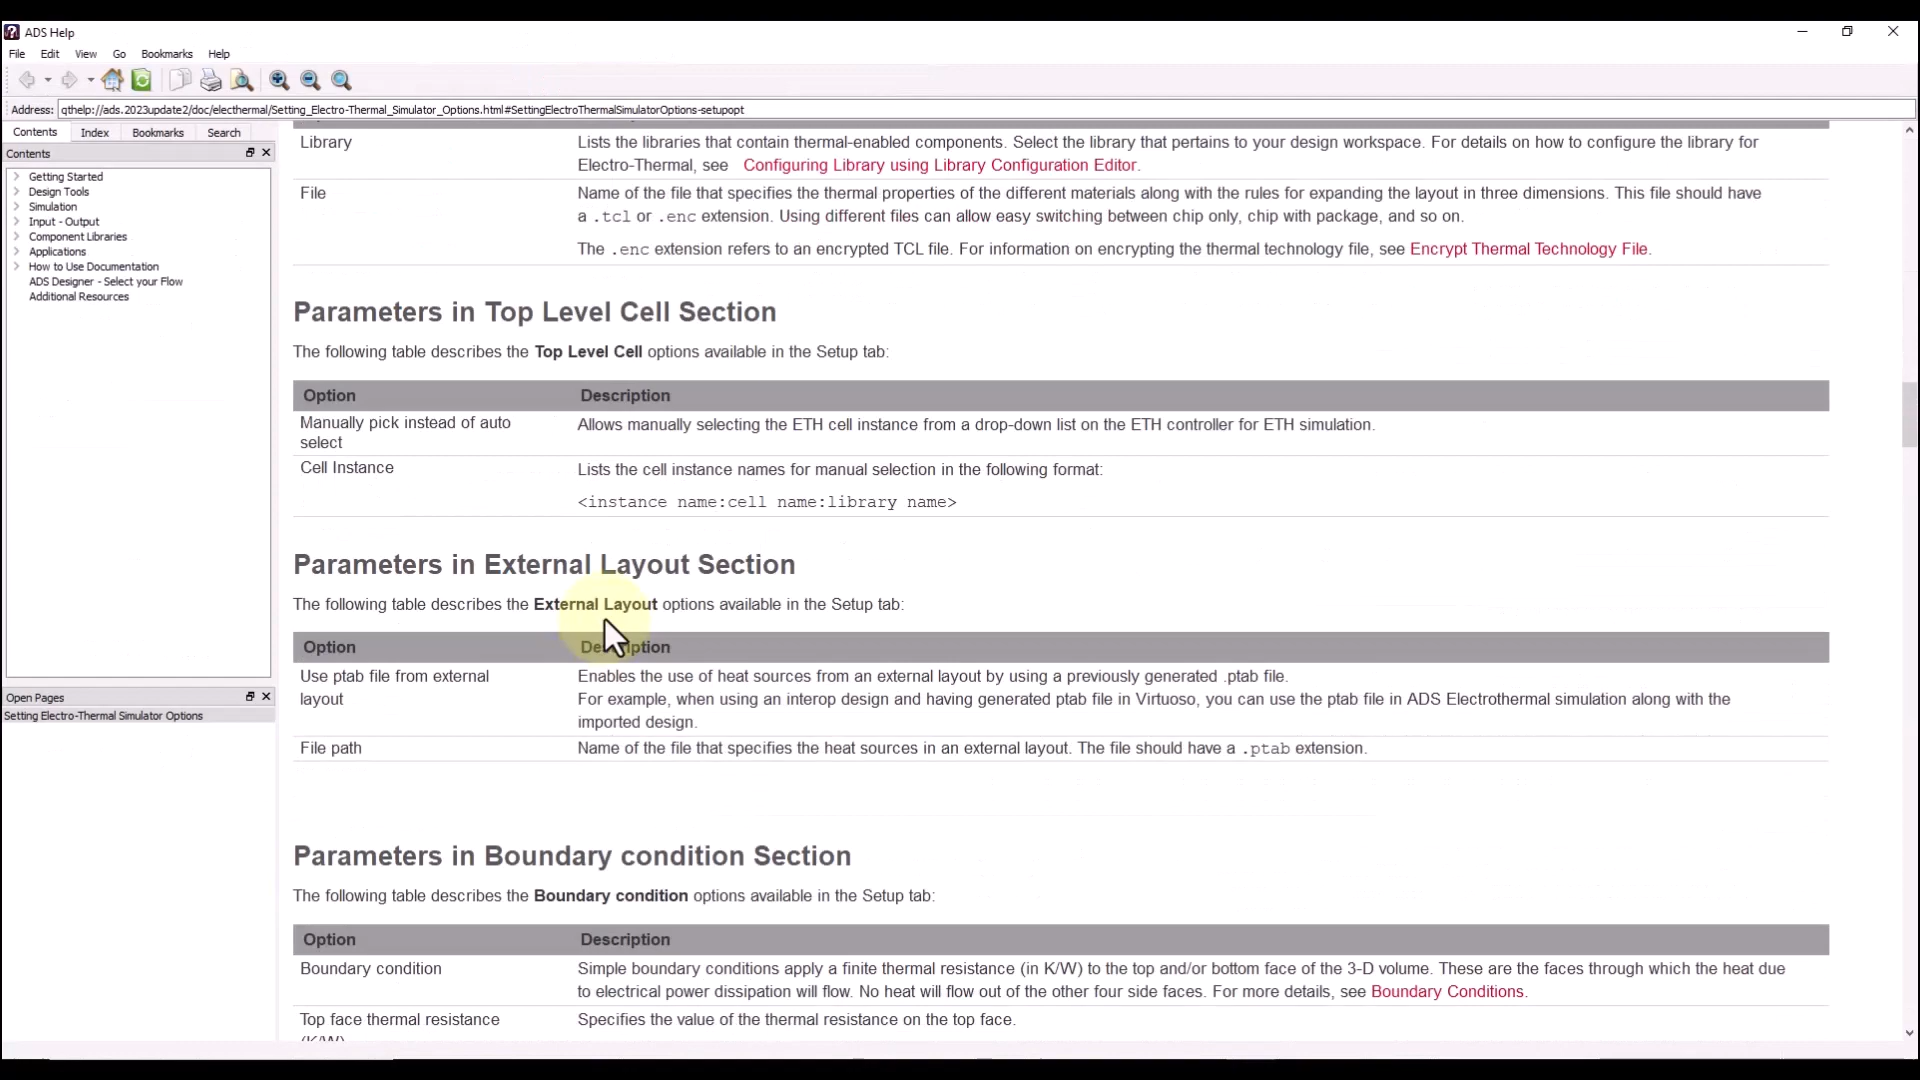 ADS Help
File Edit View Go Bookmarks Help
Address: qthelp://ads.2023update2/doc/electhermal/Setting_Electro-Thermal_Simulator_Options.html#SettingElectroThermalSimulatorOptions-setupopt
Contents Index Bookmarks Search
Contents
Getting Started
Design Tools
Simulation
Input - Output
Component Libraries
Applications
How to Use Documentation
ADS Designer - Select your Flow
Additional Resources
Open Pages
Setting Electro-Thermal Simulator Options
Library
Lists the libraries that contain thermal-enabled components. Select the library that pertains to your design workspace. For details on how to configure the library for
Electro-Thermal, see Configuring Library using Library Configuration Editor.
File
Name of the file that specifies the thermal properties of the different materials along with the rules for expanding the layout in three dimensions. This file should have
a .tcl or .enc extension. Using different files can allow easy switching between chip only, chip with package, and so on.
The .enc extension refers to an encrypted TCL file. For information on encrypting the thermal technology file, see Encrypt Thermal Technology File.
Parameters in Top Level Cell Section
The following table describes the Top Level Cell options available in the Setup tab:
Option Description
Manually pick instead of auto
select
Allows manually selecting the ETH cell instance from a drop-down list on the ETH controller for ETH simulation.
Cell Instance
Lists the cell instance names for manual selection in the following format:
<instance name:cell name:library name>
Parameters in External Layout Section
The following table describes the External Layout options available in the Setup tab:
Option Description
Use ptab file from external
layout
Enables the use of heat sources from an external layout by using a previously generated .ptab file.
For example, when using an interop design and having generated ptab file in Virtuoso, you can use the ptab file in ADS Electrothermal simulation along with the
imported design.
File path
Name of the file that specifies the heat sources in an external layout. The file should have a .ptab extension.
Parameters in Boundary condition Section
The following table describes the Boundary condition options available in the Setup tab:
Option Description
Boundary condition
Simple boundary conditions apply a finite thermal resistance (in K/W) to the top and/or bottom face of the 3-D volume. These are the faces through which the heat due
to electrical power dissipation will flow. No heat will flow out of the other four side faces. For more details, see Boundary Conditions.
Top face thermal resistance
(K/W)
Specifies the value of the thermal resistance on the top face.